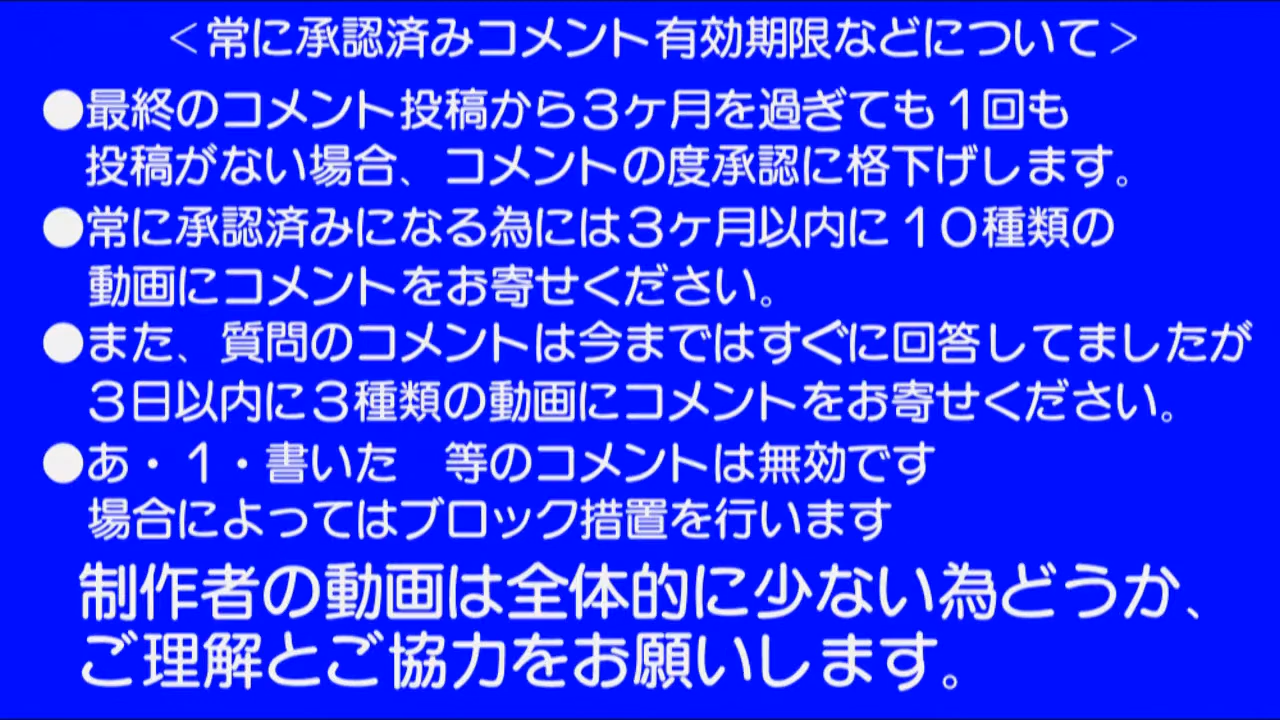 ＜常に承認済みコメント有効期限などについて＞
●最終のコメント投稿から３ヶ月を過ぎても１回も
投稿がない場合、コメントの度承認に格下げします。
●常に承認済みになる為には３ヶ月以内に１０種類の
動画にコメントをお寄せください。
●また、質問のコメントは今まではすぐに回答してましたが
３日以内に３種類の動画にコメントをお寄せください。
●あ・１・書いた　等のコメントは無効です
場合によってはブロック措置を行います
制作者の動画は全体的に少ない為どうか、
ご理解とご協力をお願いします。